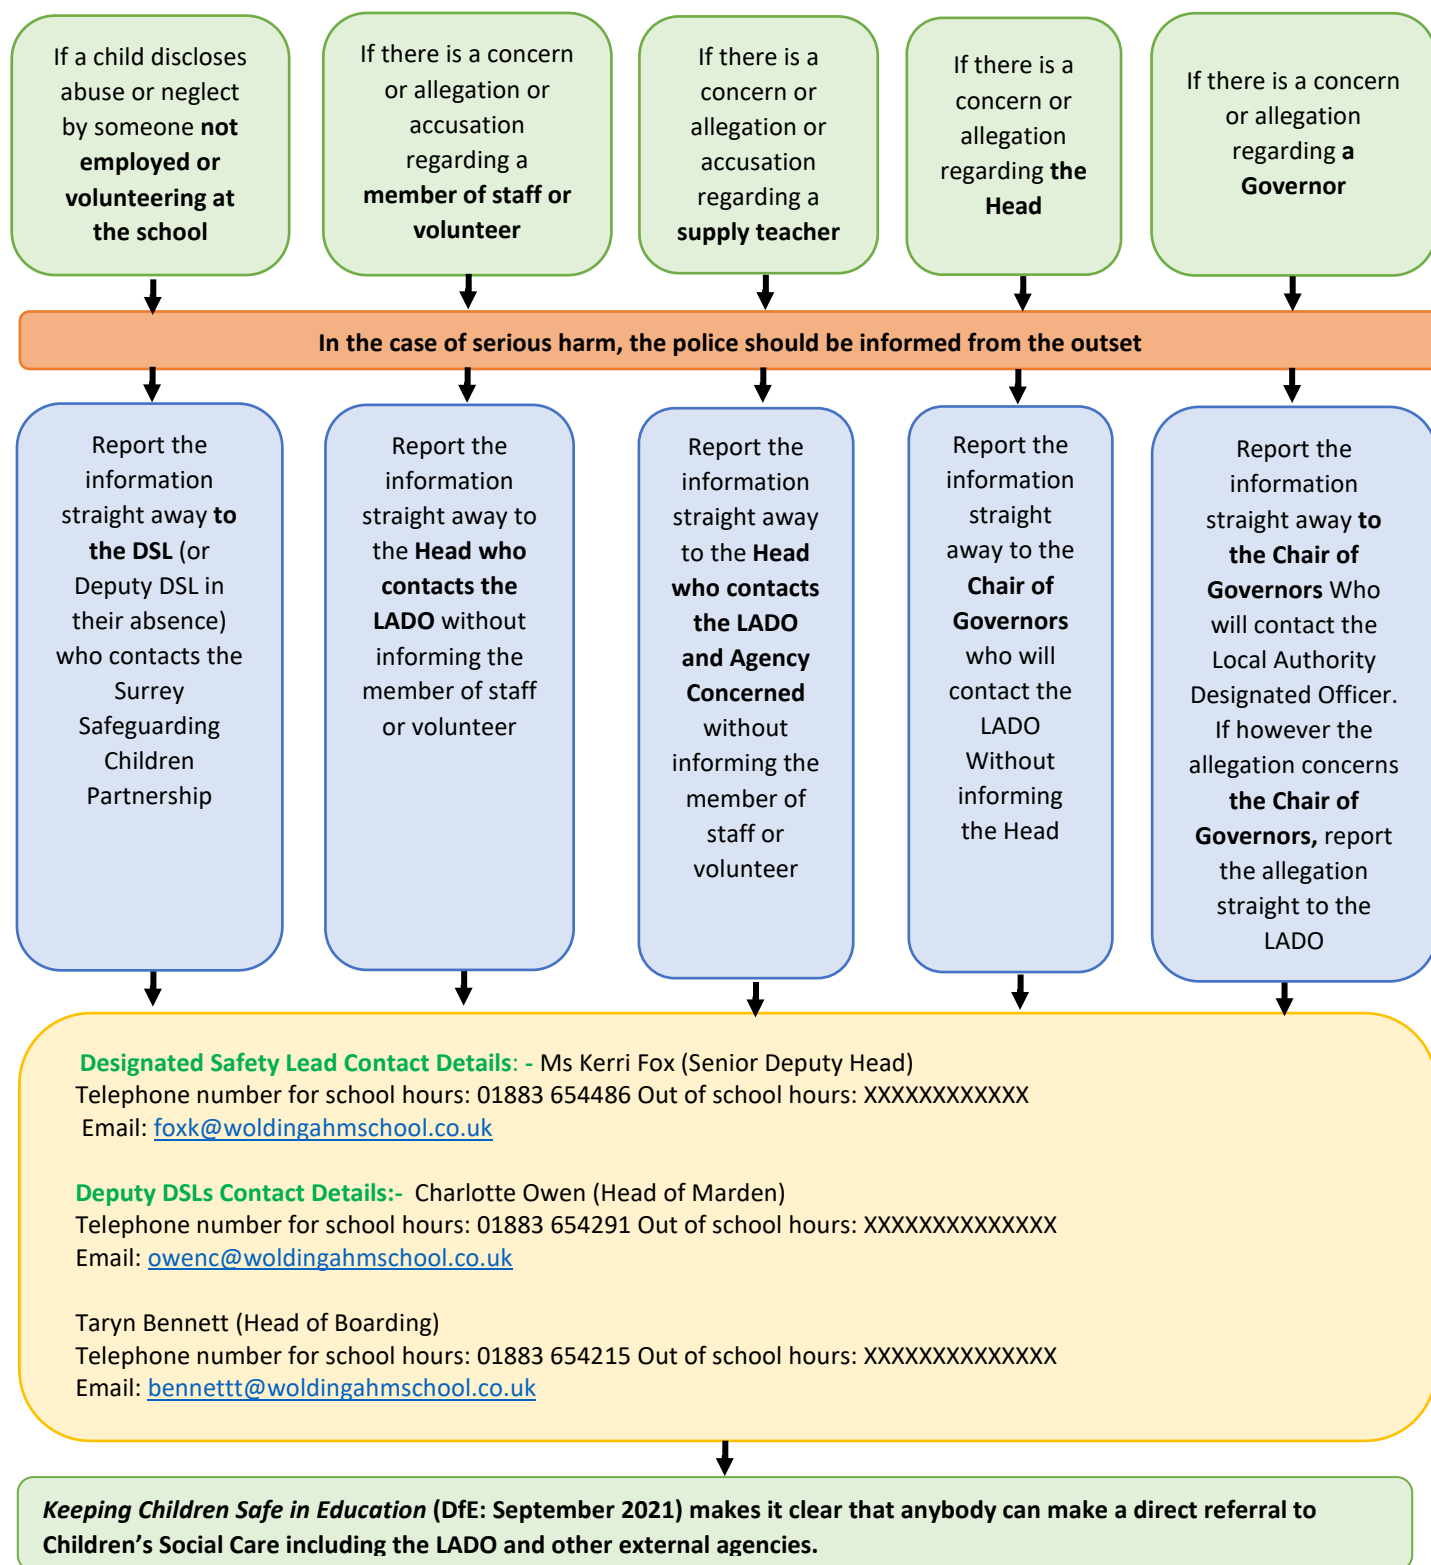 If a child discloses
abuse or neglect
by someone not
employed or
volunteering at
the school
If there is a concern
or allegation or
accusation
regarding a
member of staff or
volunteer
If there is a
concern or
allegation or
accusation
regarding a
supply teacher
If there is a
concern or
allegation
regarding the
Head
If there is a concern
or allegation
regarding a
Governor
In the case of serious harm, the police should be informed from the outset
Report the
information
straight away to
the DSL (or
Deputy DSL in
their absence)
who contacts the
Surrey
Safeguarding
Children
Partnership
Report the
information
straight away to
the Head who
contacts the
LADO without
informing the
member of staff
or volunteer
Report the
information
straight away
to the Head
who contacts
the LADO
and Agency
Concerned
without
informing the
member of
staff or
volunteer
Report the
information
straight
away to the
Chair of
Governors
who will
contact the
LADO
Without
informing
the Head
Report the
information
straight away to
the Chair of
Governors Who
will contact the
Local Authority
Designated Officer.
If however the
allegation concerns
the Chair of
Governors, report
the allegation
straight to the
LADO
Designated Safety Lead Contact Details: - Ms Kerri Fox (Senior Deputy Head)
Telephone number for school hours: 01883 654486 Out of school hours: XXXXXXXXXXXX
Email: foxk@woldingahmschool.co.uk
Deputy DSLs Contact Details:- Charlotte Owen (Head of Marden)
Telephone number for school hours: 01883 654291 Out of school hours: XXXXXXXXXXXXXX
Email: owenc@woldingahmschool.co.uk
Taryn Bennett (Head of Boarding)
Telephone number for school hours: 01883 654215 Out of school hours: XXXXXXXXXXXXXX
Email: bennettt@woldingahmschool.co.uk
Keeping Children Safe in Education (DfE: September 2021) makes it clear that anybody can make a direct referral to
Children's Social Care including the LADO and other external agencies.